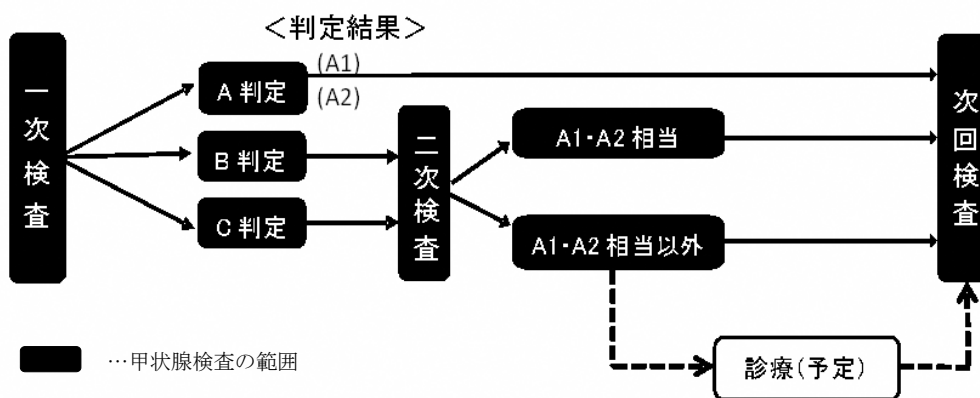 ＜判定結果＞
一次検査
A 判定
(A1)
(A2)
B 判定
C 判定
二次検査
A1・A2 相当
A1・A2 相当以外
次回検査
診療(予定)
…甲状腺検査の範囲